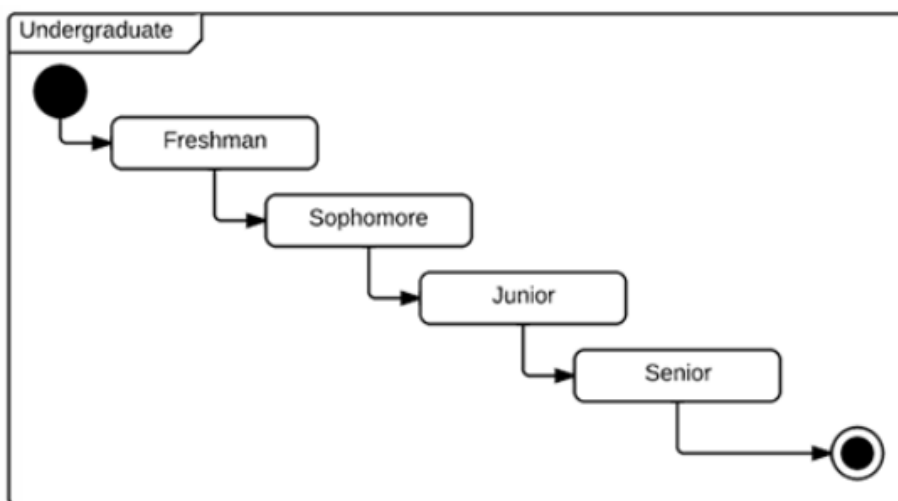 Undergraduate
Freshman
Sophomore
Junior
Senior